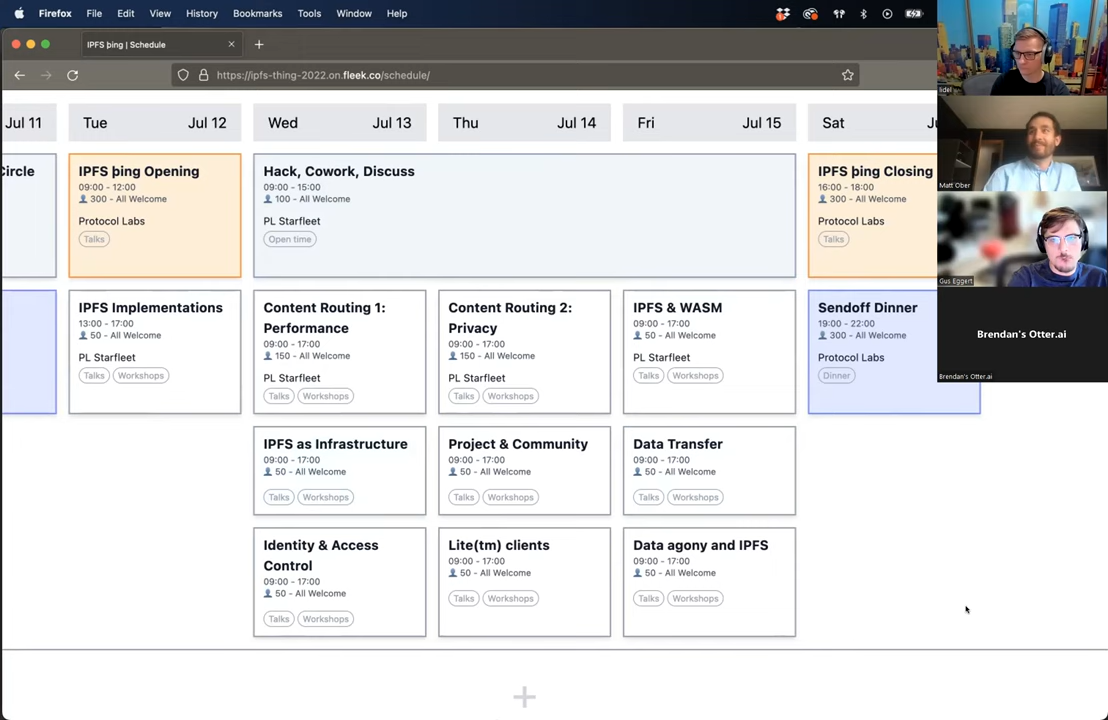 Firefox File Edit View History Bookmarks Tools Window Help
IPFS þing | Schedule
https://ipfs-thing-2022.on.fleek.co/schedule/
Jul 11
Tue Jul 12
Wed Jul 13
Thu Jul 14
Fri Jul 15
Sat
Circle
IPFS þing Opening
09:00 - 12:00
300 - All Welcome
Protocol Labs
Talks
Hack, Cowork, Discuss
09:00 - 15:00
100 - All Welcome
PL Starfleet
Open time
IPFS þing Closing
16:00 - 18:00
300 - All Welcome
Protocol Labs
Talks
IPFS Implementations
13:00 - 17:00
50 - All Welcome
PL Starfleet
Talks Workshops
Content Routing 1:
Performance
09:00 - 17:00
150 - All Welcome
PL Starfleet
Talks Workshops
Content Routing 2:
Privacy
09:00 - 17:00
150 - All Welcome
PL Starfleet
Talks Workshops
IPFS & WASM
09:00 - 17:00
50 - All Welcome
PL Starfleet
Talks Workshops
Sendoff Dinner
19:00 - 22:00
300 - All Welcome
Protocol Labs
Dinner
IPFS as Infrastructure
09:00 - 17:00
50 - All Welcome
Talks Workshops
Project & Community
09:00 - 17:00
50 - All Welcome
Talks Workshops
Data Transfer
09:00 - 17:00
50 - All Welcome
Talks Workshops
Identity & Access
Control
09:00 - 17:00
50 - All Welcome
Talks Workshops
Lite(tm) clients
09:00 - 17:00
50 - All Welcome
Talks Workshops
Data agony and IPFS
09:00 - 17:00
50 - All Welcome
Talks Workshops
lidel
Matt Ober
Gus Eggert
Brendan's Otter.ai
Brendan's Otter.ai